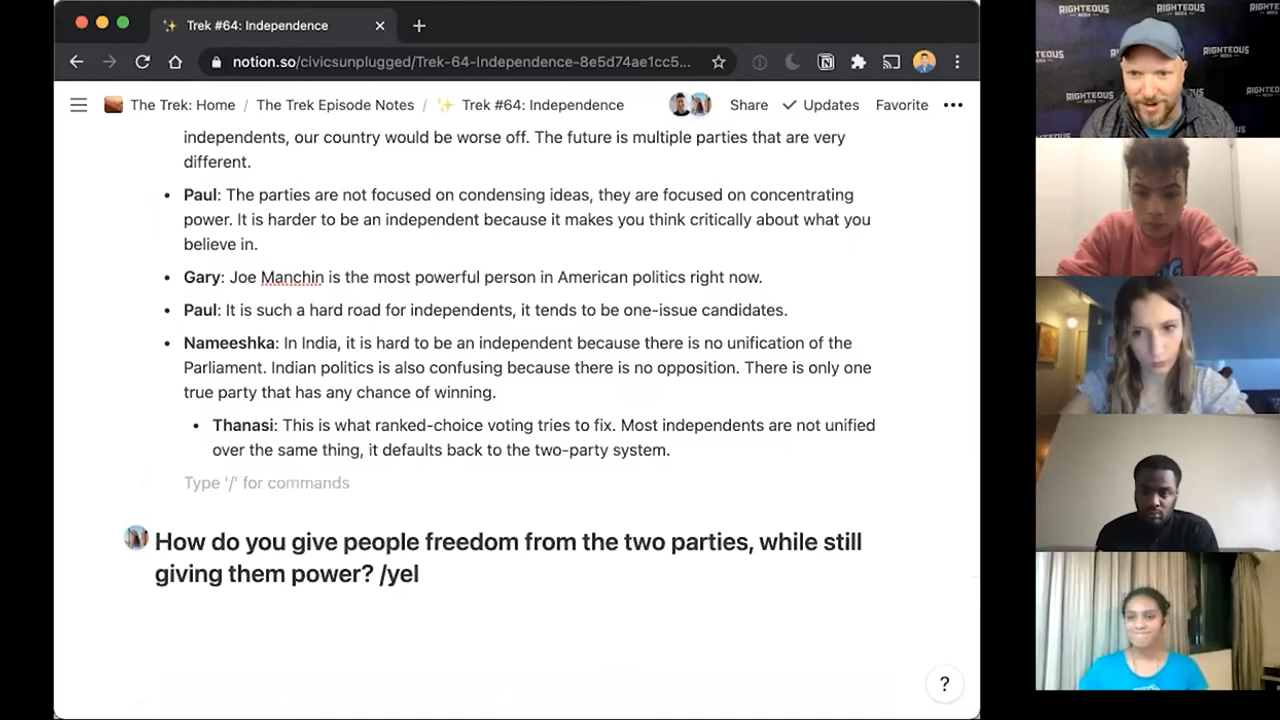 Trek #64: Independence
notion.so/civicsunplugged/Trek-64-Independence-8e5d74ae1cc5...
The Trek: Home / The Trek Episode Notes / Trek #64: Independence Share Updates Favorite
independents, our country would be worse off. The future is multiple parties that are very
different.
• Paul: The parties are not focused on condensing ideas, they are focused on concentrating
power. It is harder to be an independent because it makes you think critically about what you
believe in.
• Gary: Joe Manchin is the most powerful person in American politics right now.
• Paul: It is such a hard road for independents, it tends to be one-issue candidates.
• Nameeshka: In India, it is hard to be an independent because there is no unification of the
Parliament. Indian politics is also confusing because there is no opposition. There is only one
true party that has any chance of winning.
• Thanasi: This is what ranked-choice voting tries to fix. Most independents are not unified
over the same thing, it defaults back to the two-party system.
Type '/' for commands
How do you give people freedom from the two parties, while still
giving them power? /yel
?
RIGHTEOUS
MEDIA
RIGHTEOUS
RIGHTEOUS